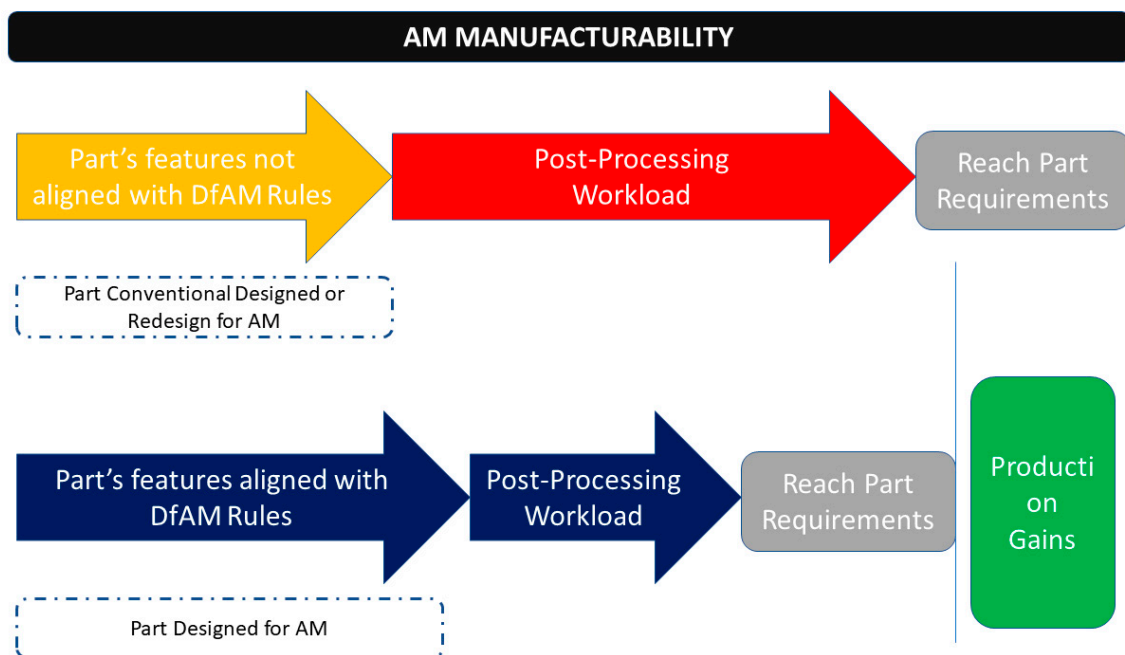 AM MANUFACTURABILITY
Part's features not
aligned with DfAM Rules
Post-Processing
Workload
Reach Part
Requirements
Part Conventional Designed or
Redesign for AM
Part's features aligned with
DfAM Rules
Post-Processing
Workload
Reach Part
Requirements
Producti
on
Gains
Part Designed for AM